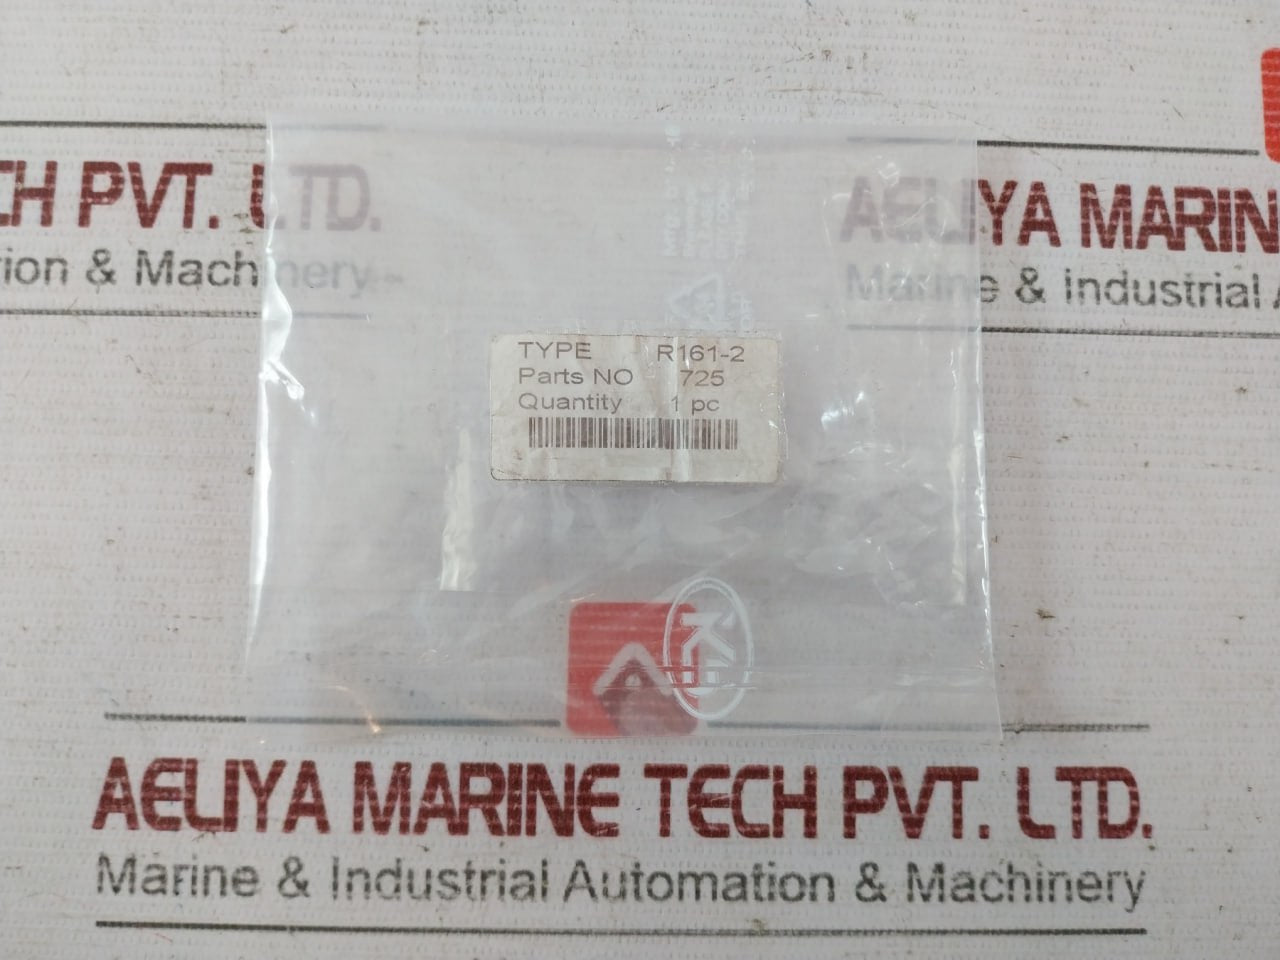 CH PVT. LTD.
tion & Machinery
AELIYA MARIN
Marine & Industrial A
TYPE R161-2
Parts NO 725
Quantity 1 pc
AELIYA MARINE TECH PVT. LTD.
Marine & Industrial Automation & Machinery